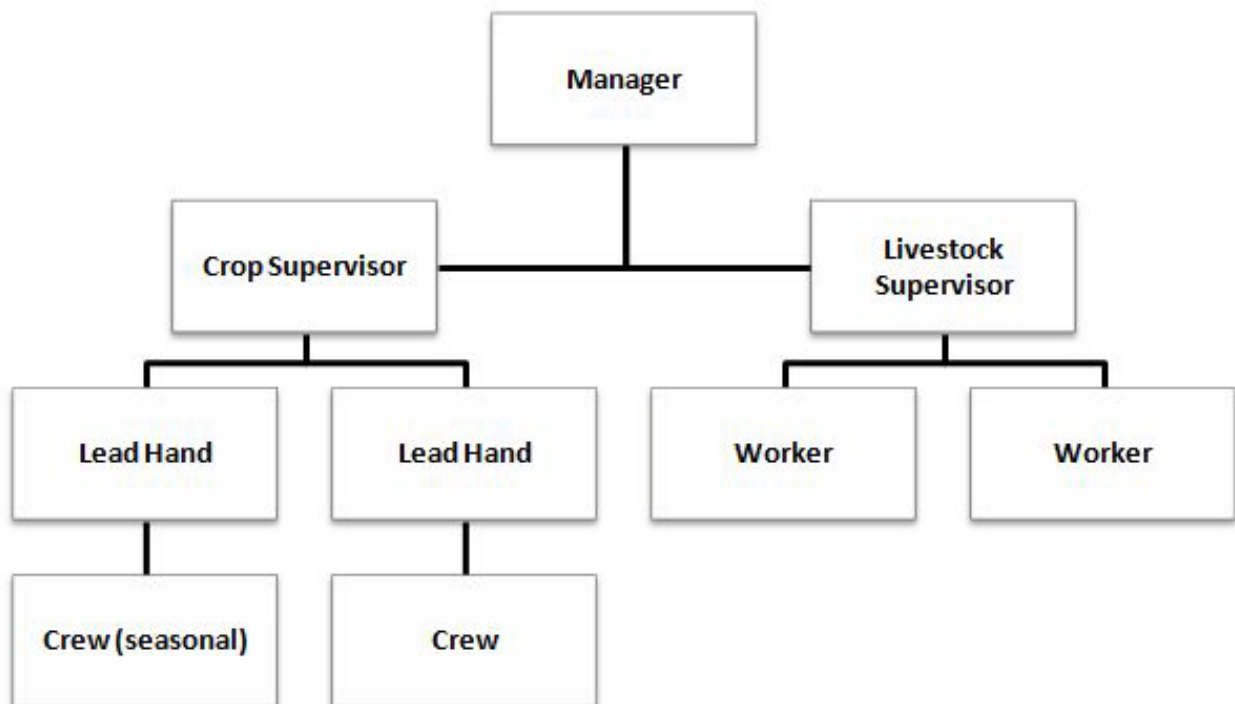 Manager
Crop Supervisor
Livestock
Supervisor
Lead Hand
Lead Hand
Worker
Worker
Crew (seasonal)
Crew